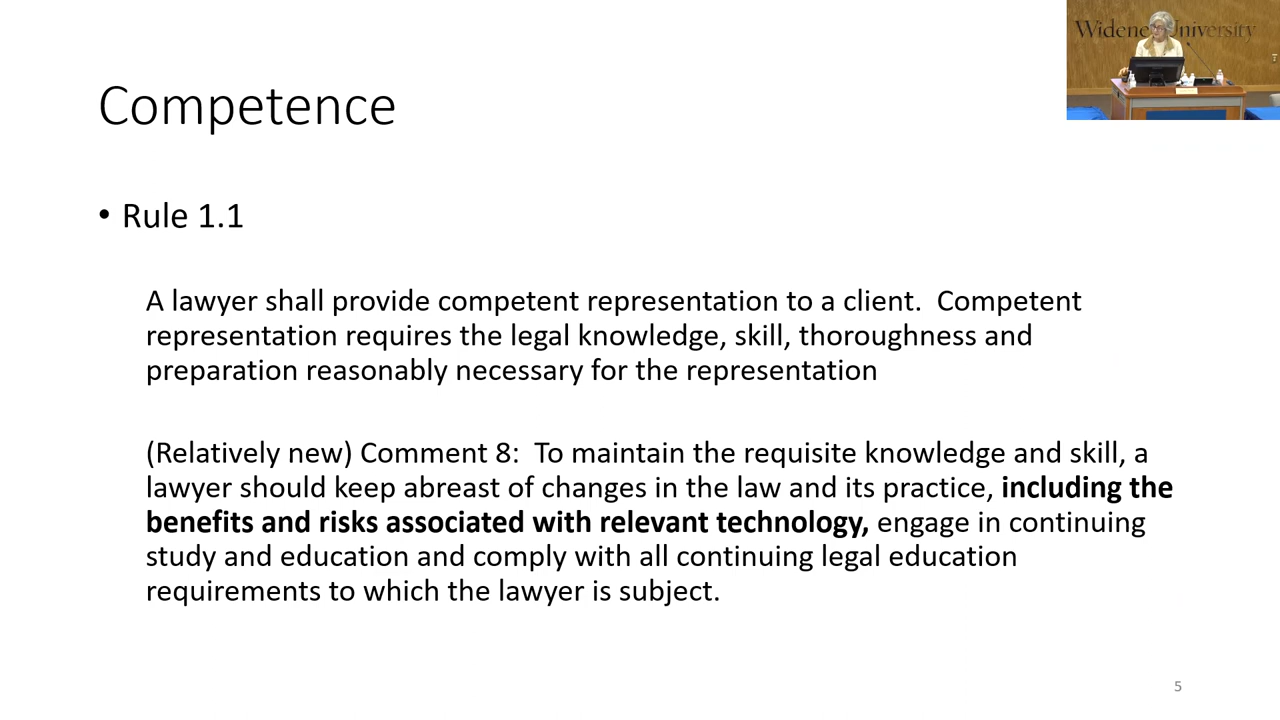 Widener University
Competence
• Rule 1.1
A lawyer shall provide competent representation to a client.  Competent
representation requires the legal knowledge, skill, thoroughness and
preparation reasonably necessary for the representation
(Relatively new) Comment 8:  To maintain the requisite knowledge and skill, a
lawyer should keep abreast of changes in the law and its practice, including the
benefits and risks associated with relevant technology, engage in continuing
study and education and comply with all continuing legal education
requirements to which the lawyer is subject.
5